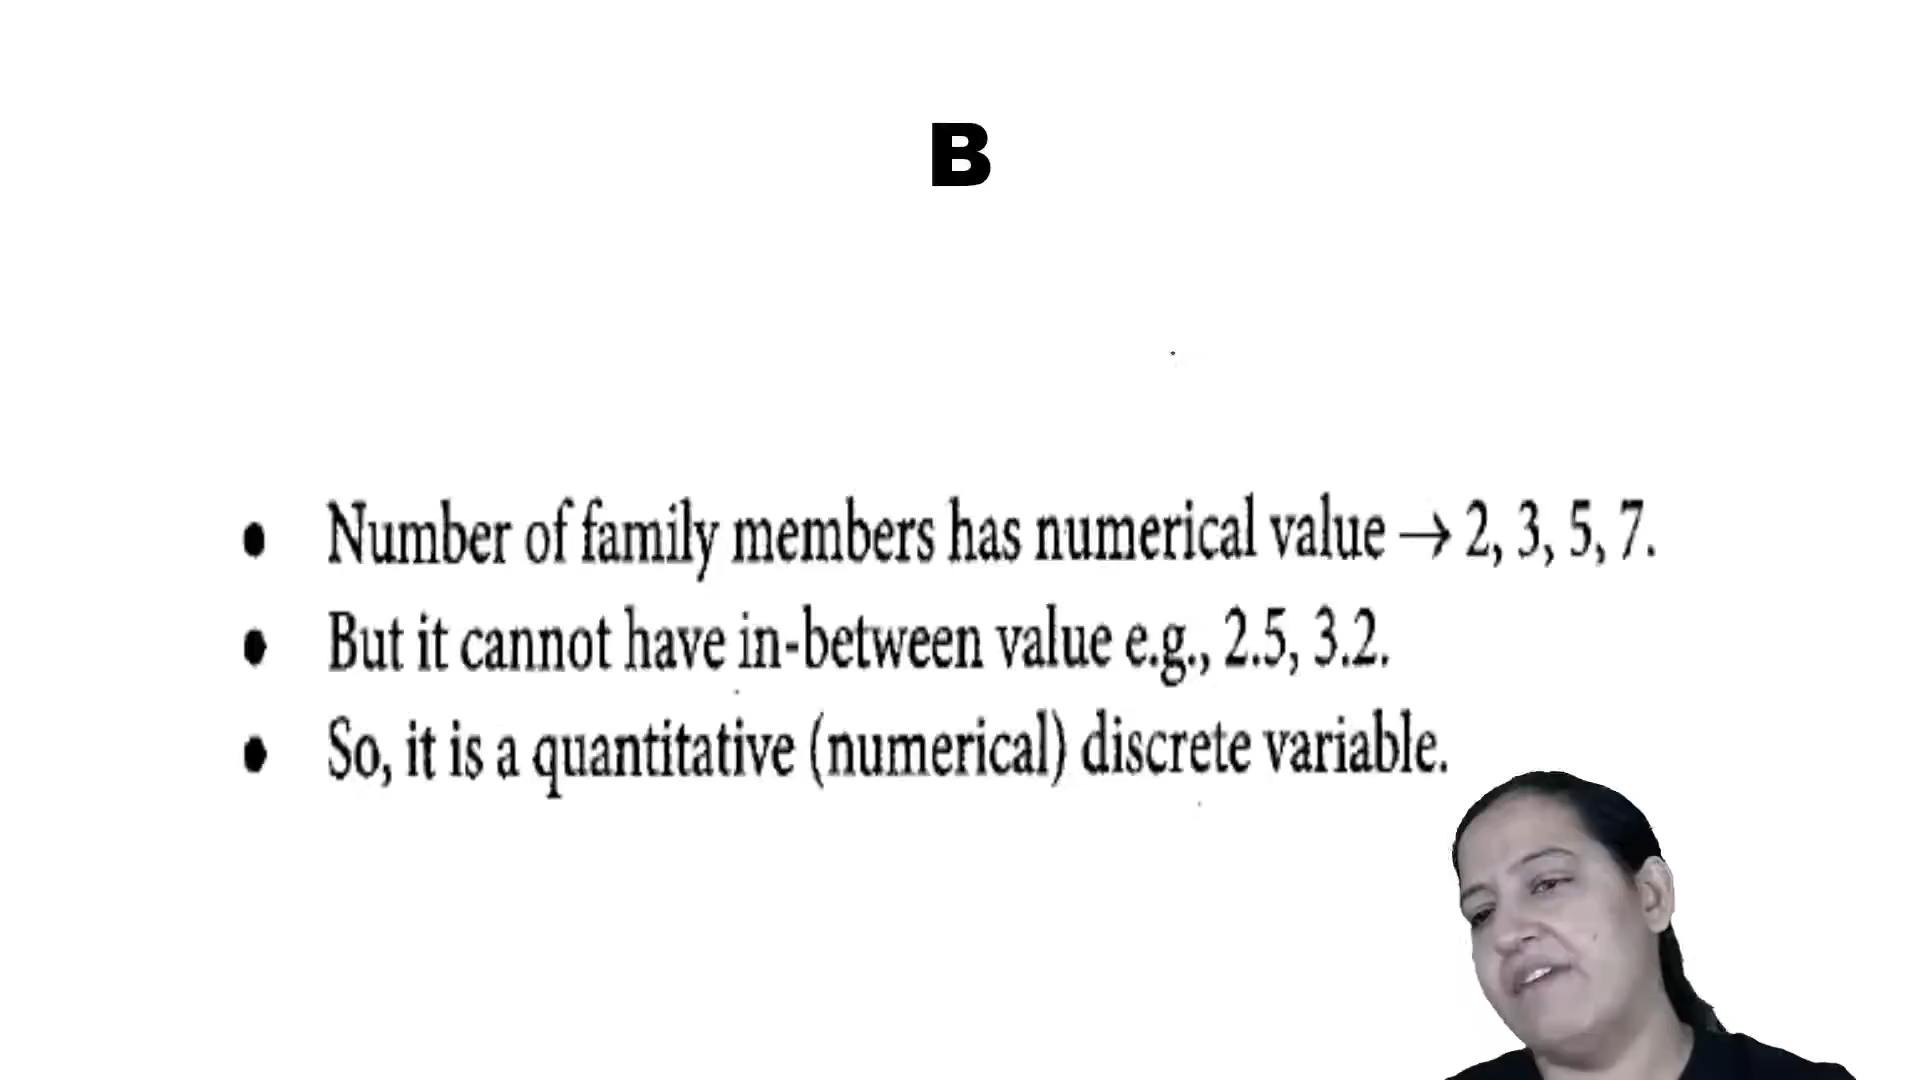 B
• Number of family members has numerical value → 2, 3, 5, 7.
• But it cannot have in-between value e.g., 2.5, 3.2.
• So, it is a quantitative (numerical) discrete variable.